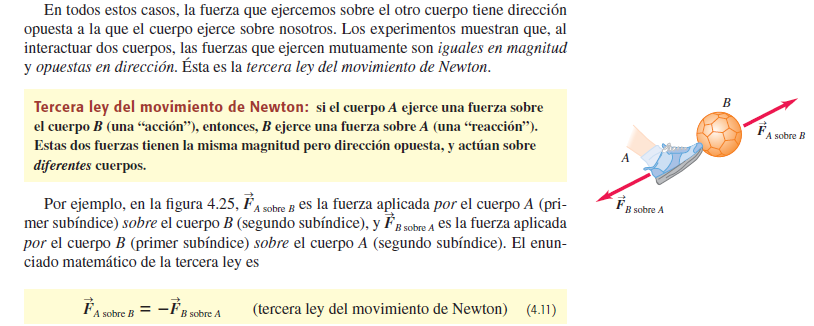 En todos estos casos, la fuerza que ejercemos sobre el otro cuerpo tiene dirección
opuesta a la que el cuerpo ejerce sobre nosotros. Los experimentos muestran que, al
interactuar dos cuerpos, las fuerzas que ejercen mutuamente son iguales en magnitud
y opuestas en dirección. Ésta es la tercera ley del movimiento de Newton.
Tercera ley del movimiento de Newton: si el cuerpo A ejerce una fuerza sobre
el cuerpo B (una “acción”), entonces, B ejerce una fuerza sobre A (una “reacción”).
Estas dos fuerzas tienen la misma magnitud pero dirección opuesta, y actúan sobre
diferentes cuerpos.
Por ejemplo, en la figura 4.25, F⃗ A sobre B es la fuerza aplicada por el cuerpo A (pri-
mer subíndice) sobre el cuerpo B (segundo subíndice), y F⃗ B sobre A es la fuerza aplicada
por el cuerpo B (primer subíndice) sobre el cuerpo A (segundo subíndice). El enun-
ciado matemático de la tercera ley es
F⃗ A sobre B = −F⃗ B sobre A (tercera ley del movimiento de Newton) (4.11)
B
F⃗ A sobre B
A
F⃗ B sobre A